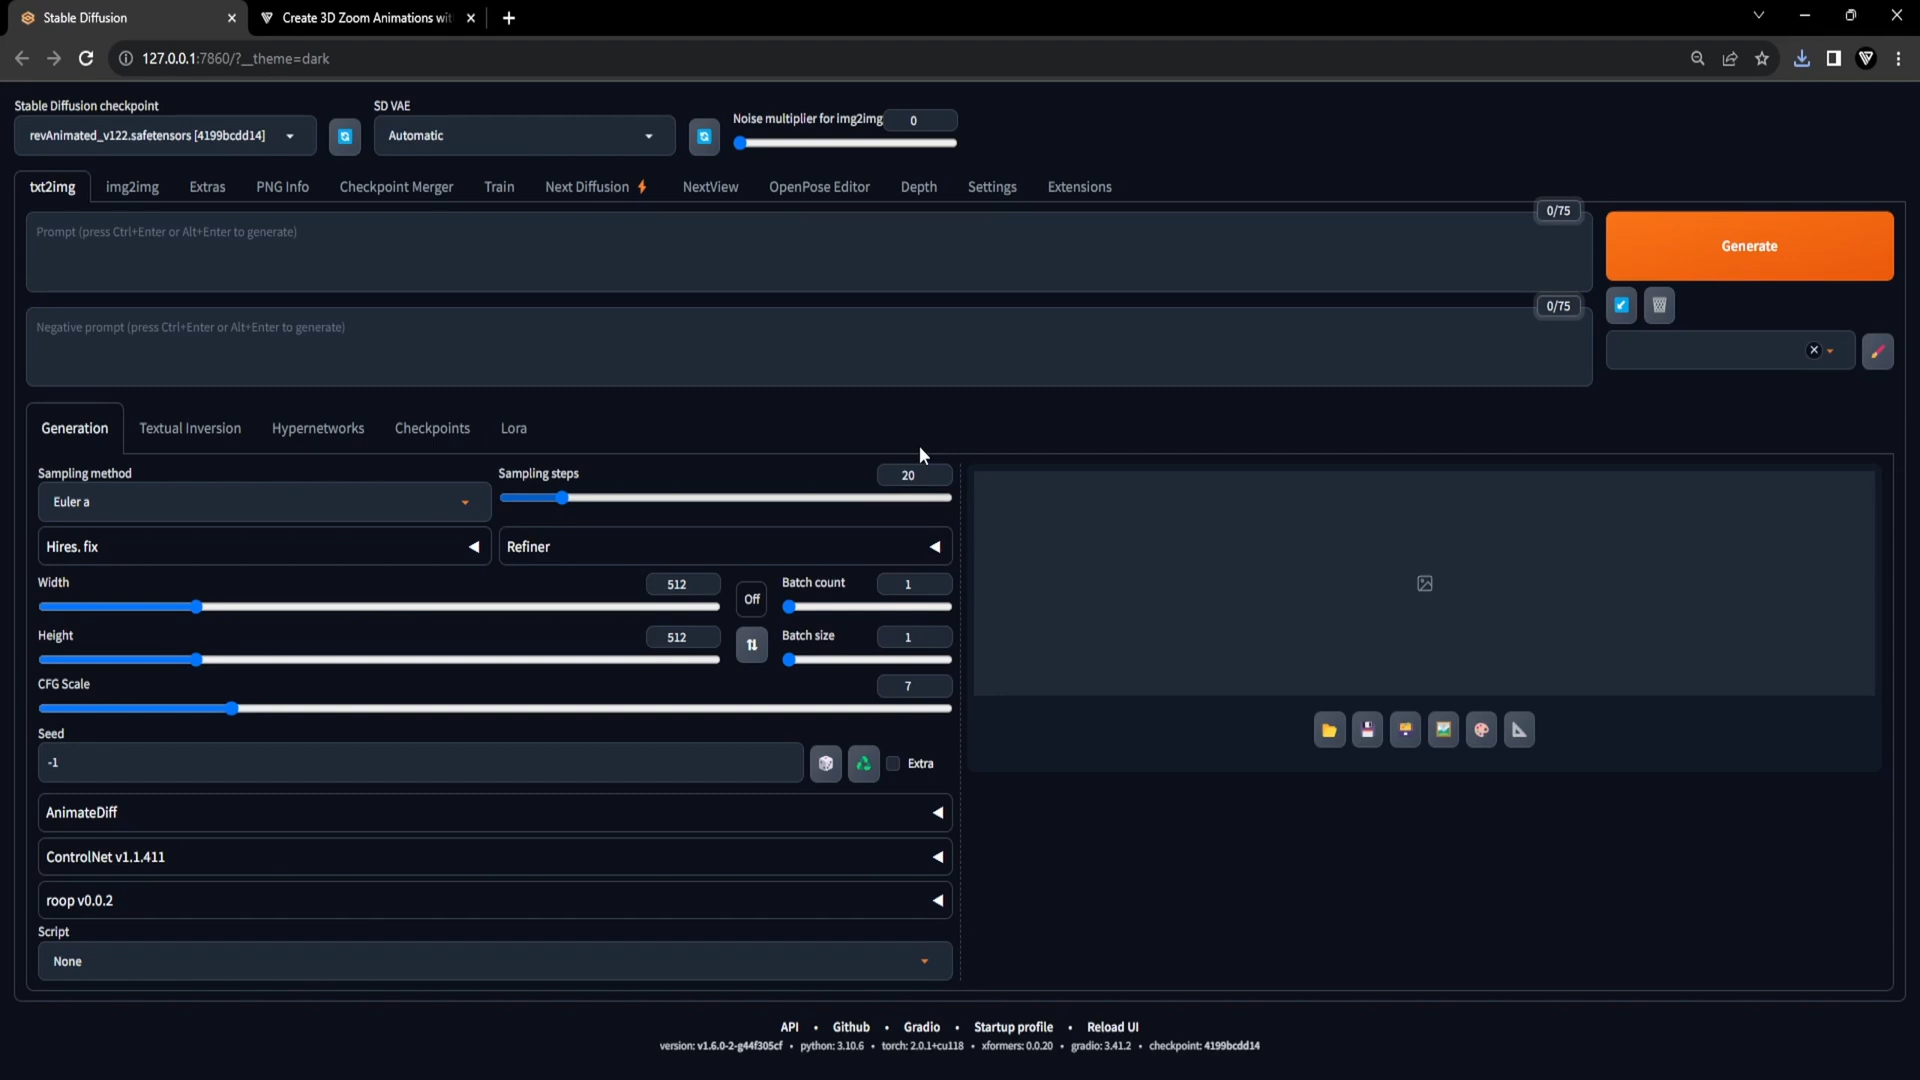 Stable Diffusion
Create 3D Zoom Animations wit
127.0.0.1:7860/?__theme=dark
Stable Diffusion checkpoint
SD VAE
Noise multiplier for img2img
0
revAnimated_v122.safetensors [4199bcdd14]
Automatic
txt2img
img2img
Extras
PNG Info
Checkpoint Merger
Train
Next Diffusion
NextView
OpenPose Editor
Depth
Settings
Extensions
0/75
Prompt (press Ctrl+Enter or Alt+Enter to generate)
Generate
0/75
Negative prompt (press Ctrl+Enter or Alt+Enter to generate)
Generation
Textual Inversion
Hypernetworks
Checkpoints
Lora
Sampling method
Sampling steps
20
Euler a
Hires. fix
Refiner
Width
512
Off
Batch count
1
Height
512
Batch size
1
CFG Scale
7
Seed
-1
Extra
AnimateDiff
ControlNet v1.1.411
roop v0.0.2
Script
None
API • Github • Gradio • Startup profile • Reload UI
version: v1.6.0-2-g44f305cf • python: 3.10.6 • torch: 2.0.1+cu118 • xformers: 0.0.20 • gradio: 3.41.2 • checkpoint: 4199bcdd14